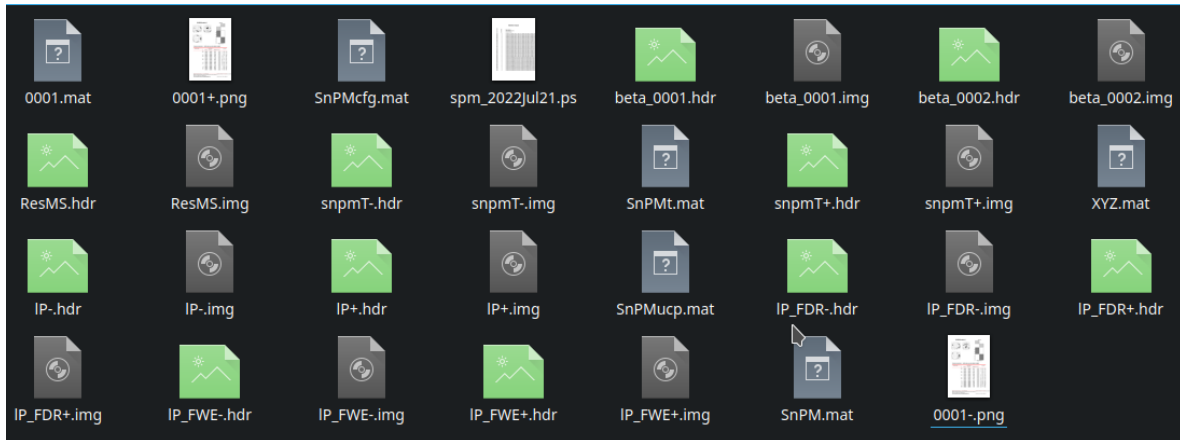 0001.mat 0001+.png SnPMcfg.mat spm_2022Jul21.ps beta_0001.hdr beta_0001.img beta_0002.hdr beta_0002.img
ResMS.hdr ResMS.img snpmT-.hdr snpmT-.img SnPMt.mat snpmT+.hdr snpmT+.img XYZ.mat
lP-.hdr lP-.img lP+.hdr lP+.img SnPMucp.mat lP_FDR-.hdr lP_FDR-.img lP_FDR+.hdr
lP_FDR+.img lP_FWE-.hdr lP_FWE-.img lP_FWE+.hdr lP_FWE+.img SnPM.mat 0001-.png